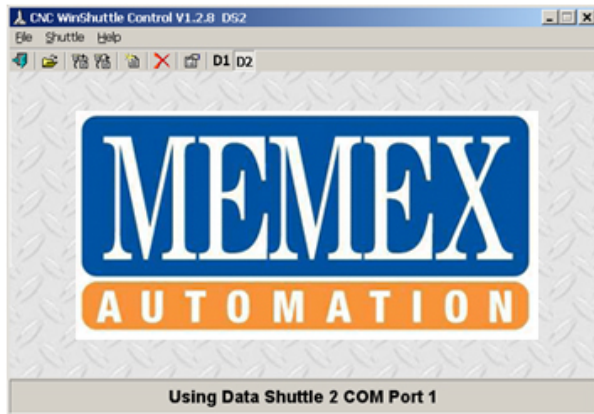 CNC WinShuttle Control V1.2.8 DS2
File Shuttle Help
D1 D2
MEMEX
AUTOMATION
Using Data Shuttle 2 COM Port 1